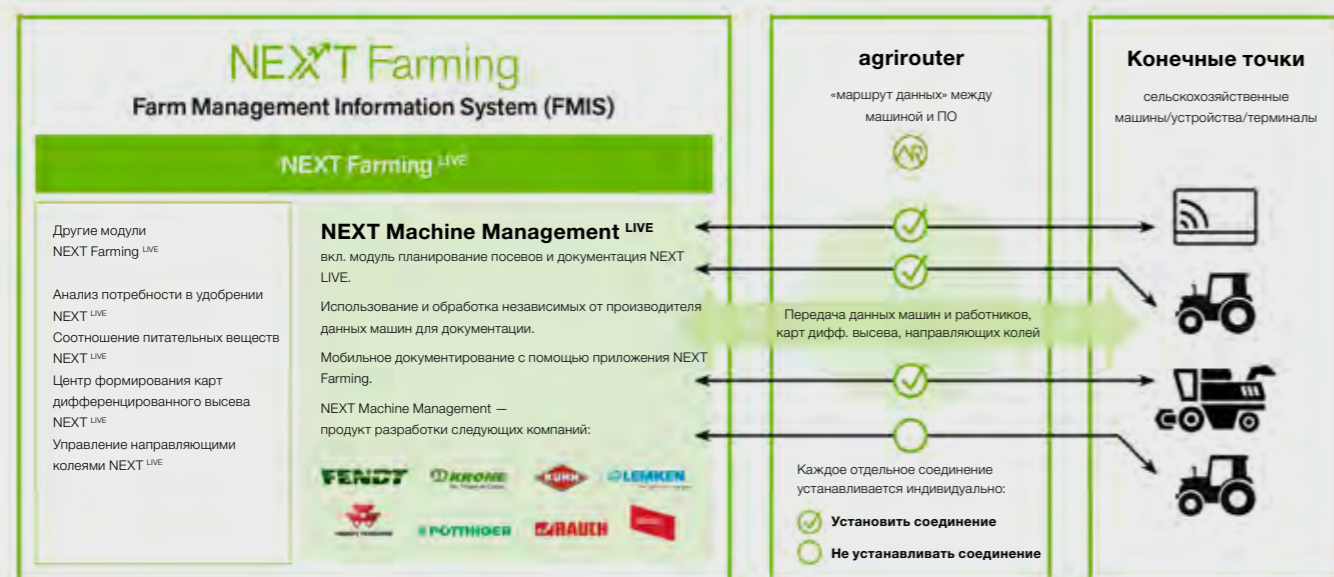 NEXT Farming
Farm Management Information System (FMIS)
NEXT Farming LIVE
Другие модули
NEXT Farming LIVE
Анализ потребности в удобрении
NEXT LIVE
Соотношение питательных веществ
NEXT LIVE
Центр формирования карт
дифференцированного высева
NEXT LIVE
Управление направляющими
колеями NEXT LIVE
NEXT Machine Management LIVE
вкл. модуль планирование посевов и документация NEXT
LIVE.
Использование и обработка независимых от производителя
данных машин для документации.
Мобильное документирование с помощью приложения NEXT
Farming.
NEXT Machine Management —
продукт разработки следующих компаний:
FENDT
KRONE
KUHN
LEMKEN
PÖTTINGER
RAUCH
agrirouter
«маршрут данных» между
машиной и ПО
AR
Передача данных машин и работников,
карт дифф. высева, направляющих колей
Каждое отдельное соединение
устанавливается индивидуально:
Установить соединение
Не устанавливать соединение
Конечные точки
сельскохозяйственные
машины/устройства/терминалы